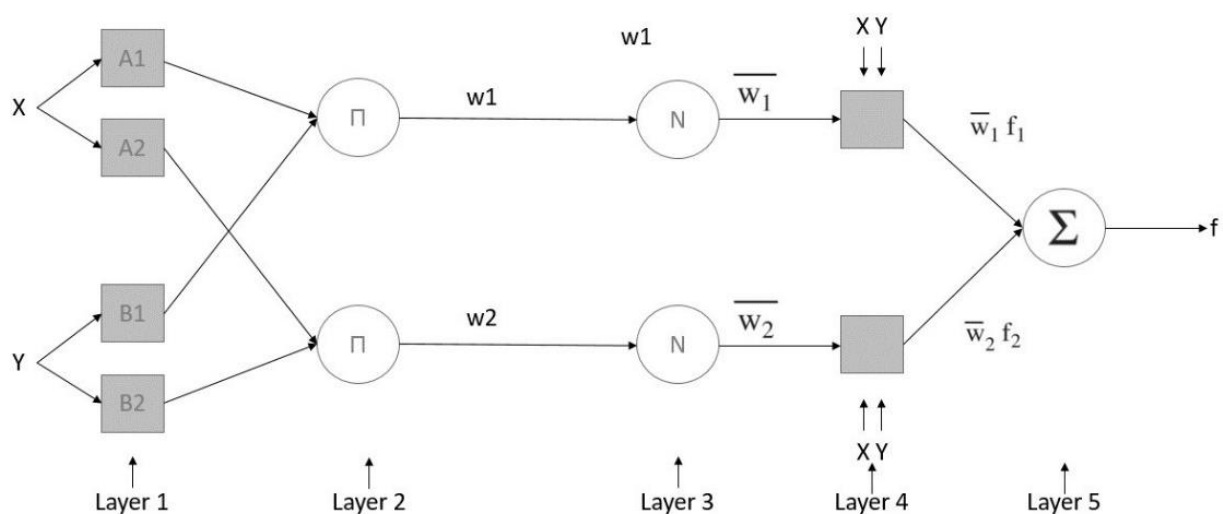 A1
w1
X Y
X
Π
w1
N
w̅₁
w̅₁ f₁
A2
Σ
f
B1
w2
w̅₂
w̅₂ f₂
Y
Π
N
B2
X Y
Layer 1
Layer 2
Layer 3
Layer 4
Layer 5